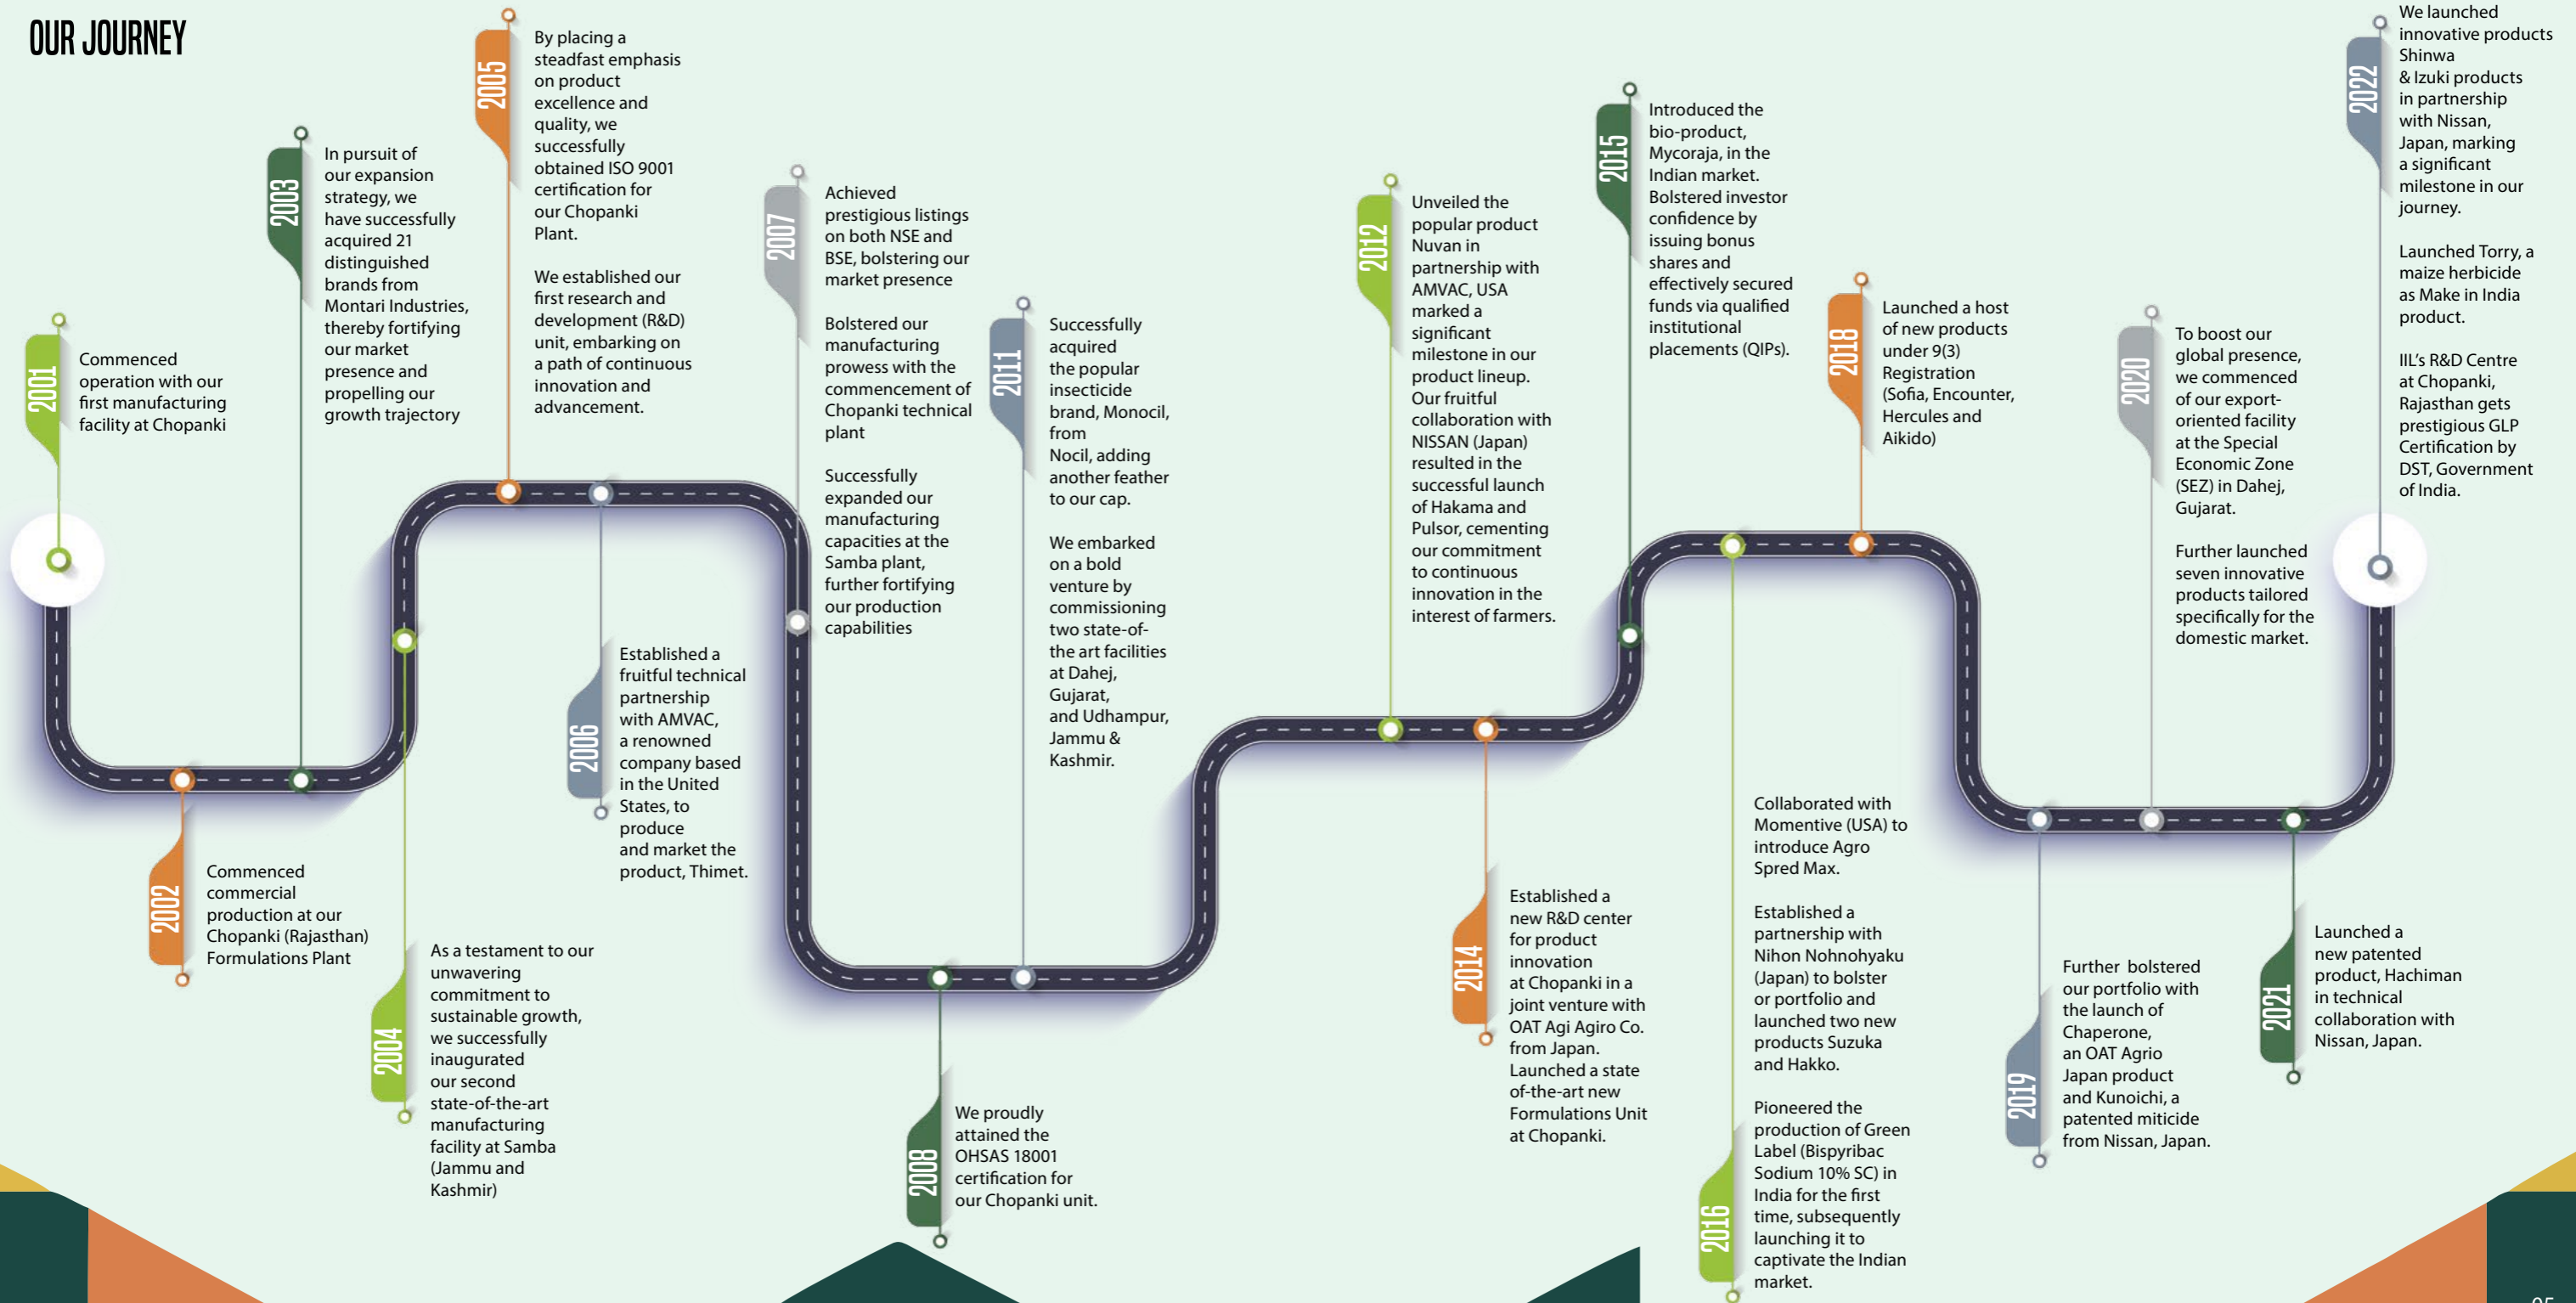 OUR JOURNEY
2001
Commenced
operation with our
first manufacturing
facility at Chopanki
2002
Commenced
commercial
production at our
Chopanki (Rajasthan)
Formulations Plant
2003
In pursuit of
our expansion
strategy, we
have successfully
acquired 21
distinguished
brands from
Montari Industries,
thereby fortifying
our market
presence and
propelling our
growth trajectory
2004
As a testament to our
unwavering
commitment to
sustainable growth,
we successfully
inaugurated
our second
state-of-the-art
manufacturing
facility at Samba
(Jammu and
Kashmir)
2005
By placing a
steadfast emphasis
on product
excellence and
quality, we
successfully
obtained ISO 9001
certification for
our Chopanki
Plant.
We established our
first research and
development (R&D)
unit, embarking on
a path of continuous
innovation and
advancement.
2006
Established a
fruitful technical
partnership
with AMVAC,
a renowned
company based
in the United
States, to
produce
and market the
product, Thimet.
2007
Achieved
prestigious listings
on both NSE and
BSE, bolstering our
market presence
Bolstered our
manufacturing
prowess with the
commencement of
Chopanki technical
plant
Successfully
expanded our
manufacturing
capacities at the
Samba plant,
further fortifying
our production
capabilities
2008
We proudly
attained the
OHSAS 18001
certification for
our Chopanki unit.
2011
Successfully
acquired
the popular
insecticide
brand, Monocil,
from
Nocil, adding
another feather
to our cap.
We embarked
on a bold
venture by
commissioning
two state-of-
the art facilities
at Dahej,
Gujarat,
and Udhampur,
Jammu &
Kashmir.
2012
Unveiled the
popular product
Nuvan in
partnership with
AMVAC, USA
marked a
significant
milestone in our
product lineup.
Our fruitful
collaboration with
NISSAN (Japan)
resulted in the
successful launch
of Hakama and
Pulsor, cementing
our commitment
to continuous
innovation in the
interest of farmers.
2014
Established a
new R&D center
for product
innovation
at Chopanki in a
joint venture with
OAT Agi Agiro Co.
from Japan.
Launched a state
of-the-art new
Formulations Unit
at Chopanki.
2015
Introduced the
bio-product,
Mycoraja, in the
Indian market.
Bolstered investor
confidence by
issuing bonus
shares and
effectively secured
funds via qualified
institutional
placements (QIPs).
2016
Collaborated with
Momentive (USA) to
introduce Agro
Spred Max.
Established a
partnership with
Nihon Nohnohyaku
(Japan) to bolster
or portfolio and
launched two new
products Suzuka
and Hakko.
Pioneered the
production of Green
Label (Bispyribac
Sodium 10% SC) in
India for the first
time, subsequently
launching it to
captivate the Indian
market.
2018
Launched a host
of new products
under 9(3)
Registration
(Sofia, Encounter,
Hercules and
Aikido)
2019
Further bolstered
our portfolio with
the launch of
Chaperone,
an OAT Agrio
Japan product
and Kunoichi, a
patented miticide
from Nissan, Japan.
2020
To boost our
global presence,
we commenced
of our export-
oriented facility
at the Special
Economic Zone
(SEZ) in Dahej,
Gujarat.
Further launched
seven innovative
products tailored
specifically for the
domestic market.
2021
Launched a
new patented
product, Hachiman
in technical
collaboration with
Nissan, Japan.
2022
We launched
innovative products
Shinwa
& Izuki products
in partnership
with Nissan,
Japan, marking
a significant
milestone in our
journey.
Launched Torry, a
maize herbicide
as Make in India
product.
IIL's R&D Centre
at Chopanki,
Rajasthan gets
prestigious GLP
Certification by
DST, Government
of India.